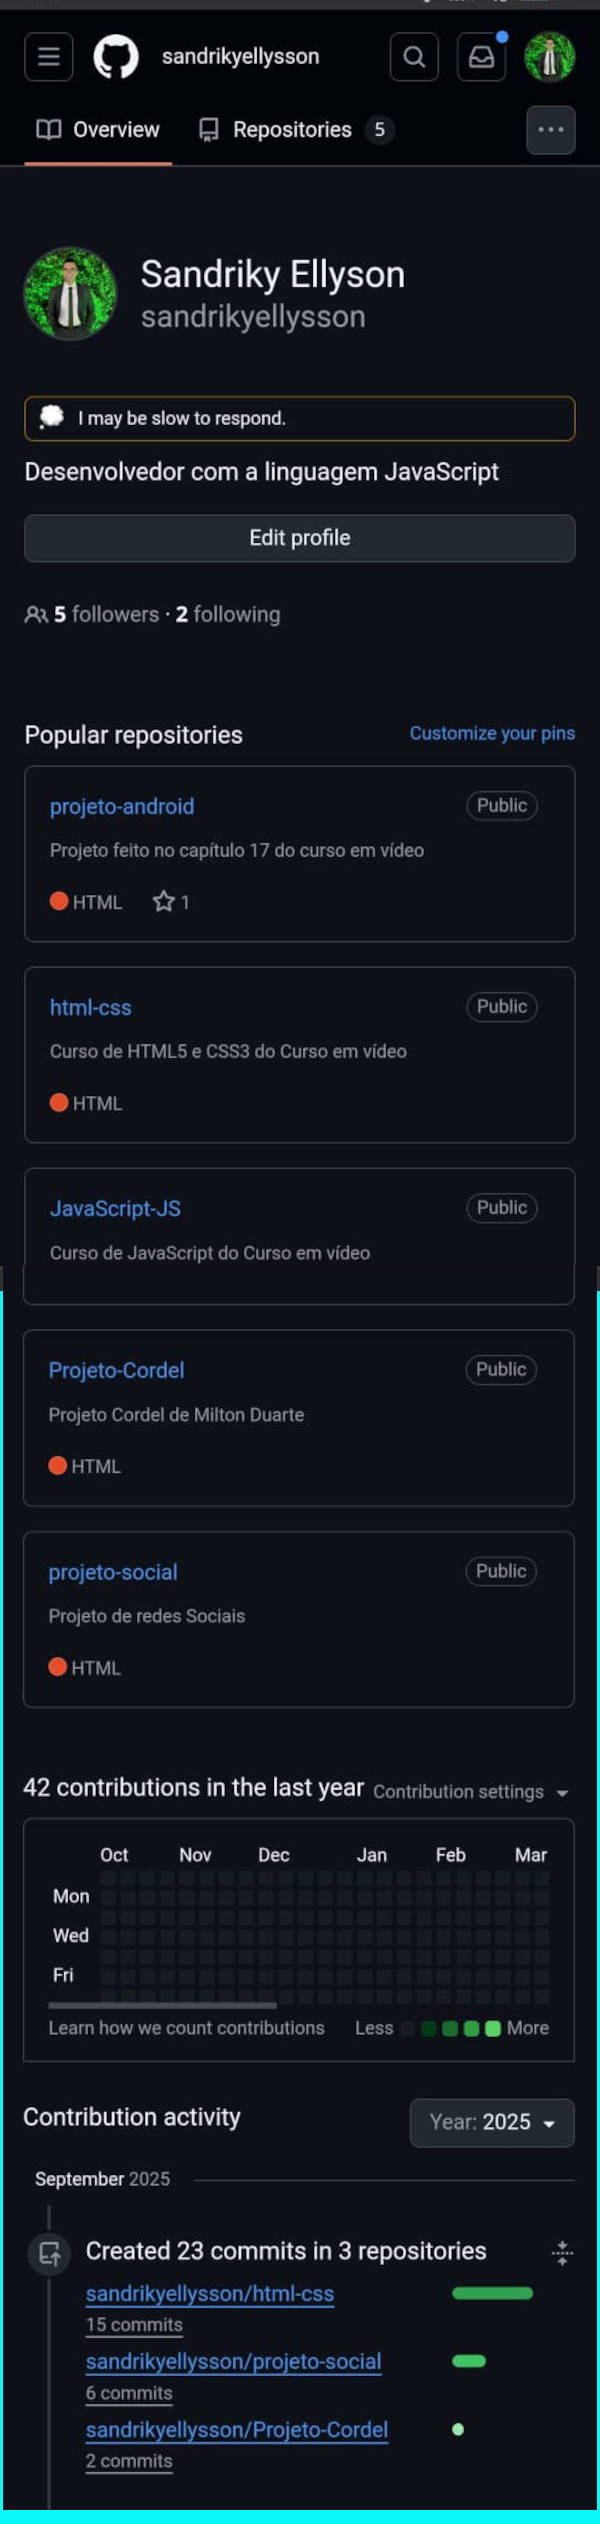 sandrikyellysson
Overview
Repositories 5
Sandriky Ellyson
sandrikyellysson
I may be slow to respond.
Desenvolvedor com a linguagem JavaScript
Edit profile
5 followers · 2 following
Popular repositories
Customize your pins
projeto-android
Public
Projeto feito no capítulo 17 do curso em vídeo
HTML 1
html-css
Public
Curso de HTML5 e CSS3 do Curso em vídeo
HTML
JavaScript-JS
Public
Curso de JavaScript do Curso em vídeo
Projeto-Cordel
Public
Projeto Cordel de Milton Duarte
HTML
projeto-social
Public
Projeto de redes Sociais
HTML
42 contributions in the last year
Contribution settings
Oct Nov Dec Jan Feb Mar
Mon
Wed
Fri
Learn how we count contributions
Less More
Contribution activity
Year: 2025
September 2025
Created 23 commits in 3 repositories
sandrikyellysson/html-css
15 commits
sandrikyellysson/projeto-social
6 commits
sandrikyellysson/Projeto-Cordel
2 commits